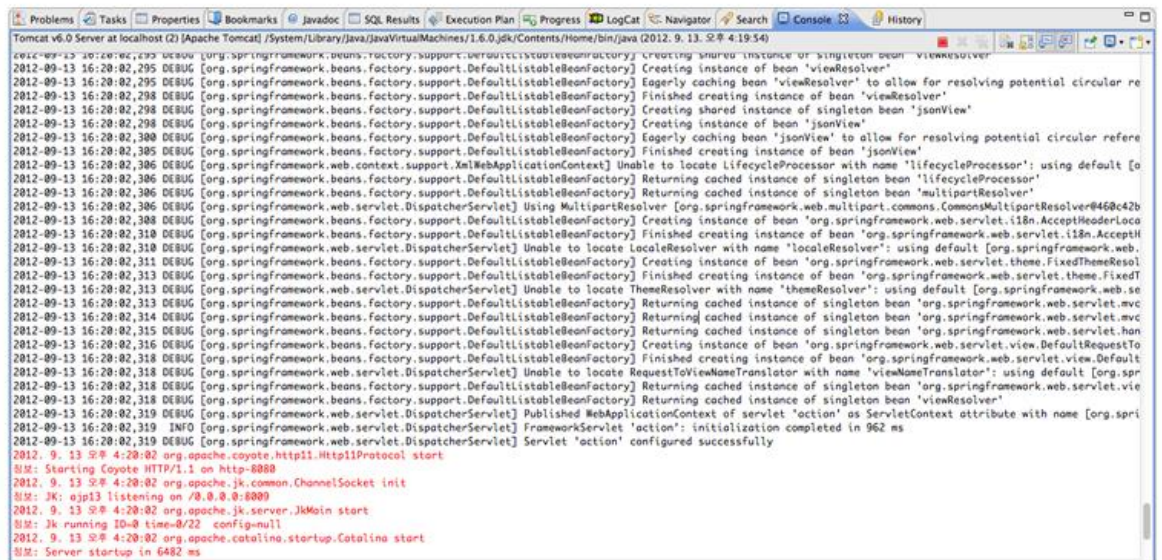 Problems Tasks Properties Bookmarks Javadoc SQL Results Execution Plan Progress LogCat Navigator Search Console History
Tomcat v6.0 Server at localhost (2) [Apache Tomcat] /System/Library/Java/JavaVirtualMachines/1.6.0.jdk/Contents/Home/bin/java (2012. 9. 13. 오후 4:19:54)
2012-09-13 16:20:02,295 DEBUG [org.springframework.beans.factory.support.DefaultListableBeanFactory] Creating shared instance of singleton bean 'viewResolver'
2012-09-13 16:20:02,295 DEBUG [org.springframework.beans.factory.support.DefaultListableBeanFactory] Creating instance of bean 'viewResolver'
2012-09-13 16:20:02,295 DEBUG [org.springframework.beans.factory.support.DefaultListableBeanFactory] Eagerly caching bean 'viewResolver' to allow for resolving potential circular re
2012-09-13 16:20:02,298 DEBUG [org.springframework.beans.factory.support.DefaultListableBeanFactory] Finished creating instance of bean 'viewResolver'
2012-09-13 16:20:02,298 DEBUG [org.springframework.beans.factory.support.DefaultListableBeanFactory] Creating shared instance of singleton bean 'jsonView'
2012-09-13 16:20:02,298 DEBUG [org.springframework.beans.factory.support.DefaultListableBeanFactory] Creating instance of bean 'jsonView'
2012-09-13 16:20:02,300 DEBUG [org.springframework.beans.factory.support.DefaultListableBeanFactory] Eagerly caching bean 'jsonView' to allow for resolving potential circular refere
2012-09-13 16:20:02,305 DEBUG [org.springframework.beans.factory.support.DefaultListableBeanFactory] Finished creating instance of bean 'jsonView'
2012-09-13 16:20:02,306 DEBUG [org.springframework.web.context.support.XmlWebApplicationContext] Unable to locate LifecycleProcessor with name 'lifecycleProcessor': using default [o
2012-09-13 16:20:02,306 DEBUG [org.springframework.beans.factory.support.DefaultListableBeanFactory] Returning cached instance of singleton bean 'lifecycleProcessor'
2012-09-13 16:20:02,306 DEBUG [org.springframework.beans.factory.support.DefaultListableBeanFactory] Returning cached instance of singleton bean 'multipartResolver'
2012-09-13 16:20:02,306 DEBUG [org.springframework.web.servlet.DispatcherServlet] Using MultipartResolver [org.springframework.web.multipart.commons.CommonsMultipartResolver@460c42b
2012-09-13 16:20:02,308 DEBUG [org.springframework.beans.factory.support.DefaultListableBeanFactory] Creating instance of bean 'org.springframework.web.servlet.i18n.AcceptHeaderLoca
2012-09-13 16:20:02,310 DEBUG [org.springframework.beans.factory.support.DefaultListableBeanFactory] Finished creating instance of bean 'org.springframework.web.servlet.i18n.AcceptH
2012-09-13 16:20:02,310 DEBUG [org.springframework.web.servlet.DispatcherServlet] Unable to locate LocaleResolver with name 'localeResolver': using default [org.springframework.web.
2012-09-13 16:20:02,311 DEBUG [org.springframework.beans.factory.support.DefaultListableBeanFactory] Creating instance of bean 'org.springframework.web.servlet.theme.FixedThemeResol
2012-09-13 16:20:02,313 DEBUG [org.springframework.beans.factory.support.DefaultListableBeanFactory] Finished creating instance of bean 'org.springframework.web.servlet.theme.FixedT
2012-09-13 16:20:02,313 DEBUG [org.springframework.web.servlet.DispatcherServlet] Unable to locate ThemeResolver with name 'themeResolver': using default [org.springframework.web.se
2012-09-13 16:20:02,313 DEBUG [org.springframework.beans.factory.support.DefaultListableBeanFactory] Returning cached instance of singleton bean 'org.springframework.web.servlet.mvc
2012-09-13 16:20:02,314 DEBUG [org.springframework.beans.factory.support.DefaultListableBeanFactory] Returning cached instance of singleton bean 'org.springframework.web.servlet.mvc
2012-09-13 16:20:02,315 DEBUG [org.springframework.beans.factory.support.DefaultListableBeanFactory] Returning cached instance of singleton bean 'org.springframework.web.servlet.han
2012-09-13 16:20:02,316 DEBUG [org.springframework.beans.factory.support.DefaultListableBeanFactory] Creating instance of bean 'org.springframework.web.servlet.view.DefaultRequestTo
2012-09-13 16:20:02,318 DEBUG [org.springframework.beans.factory.support.DefaultListableBeanFactory] Finished creating instance of bean 'org.springframework.web.servlet.view.Default
2012-09-13 16:20:02,318 DEBUG [org.springframework.web.servlet.DispatcherServlet] Unable to locate RequestToViewNameTranslator with name 'viewNameTranslator': using default [org.spr
2012-09-13 16:20:02,318 DEBUG [org.springframework.beans.factory.support.DefaultListableBeanFactory] Returning cached instance of singleton bean 'org.springframework.web.servlet.vie
2012-09-13 16:20:02,318 DEBUG [org.springframework.beans.factory.support.DefaultListableBeanFactory] Returning cached instance of singleton bean 'viewResolver'
2012-09-13 16:20:02,319 DEBUG [org.springframework.web.servlet.DispatcherServlet] Published WebApplicationContext of servlet 'action' as ServletContext attribute with name [org.spri
2012-09-13 16:20:02,319 INFO [org.springframework.web.servlet.DispatcherServlet] FrameworkServlet 'action': initialization completed in 962 ms
2012-09-13 16:20:02,319 DEBUG [org.springframework.web.servlet.DispatcherServlet] Servlet 'action' configured successfully
2012. 9. 13 오후 4:20:02 org.apache.coyote.http11.Http11Protocol start
정보: Starting Coyote HTTP/1.1 on http-8080
2012. 9. 13 오후 4:20:02 org.apache.jk.common.ChannelSocket init
정보: JK: ajp13 listening on /0.0.0.0:8009
2012. 9. 13 오후 4:20:02 org.apache.jk.server.JkMain start
정보: Jk running ID=0 time=0/22 config=null
2012. 9. 13 오후 4:20:02 org.apache.catalina.startup.Catalina start
정보: Server startup in 6482 ms